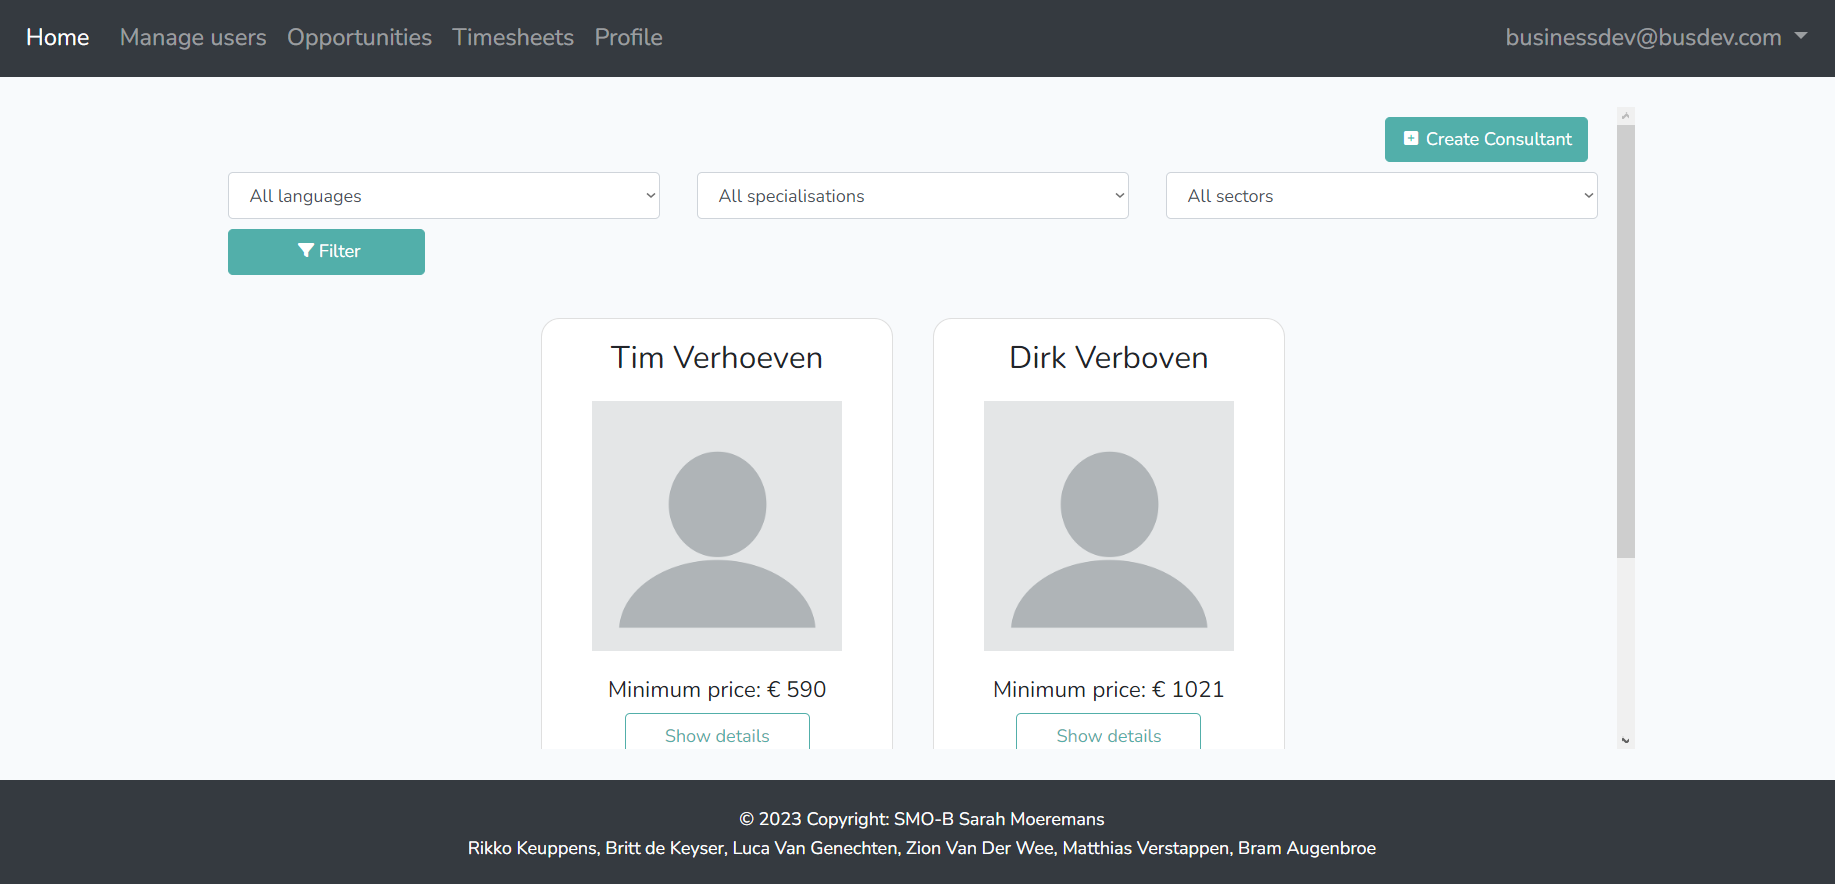 Home Manage users Opportunities Timesheets Profile businessdev@busdev.com
Create Consultant
All languages All specialisations All sectors
Filter
Tim Verhoeven Dirk Verboven
Minimum price: € 590 Minimum price: € 1021
Show details Show details
© 2023 Copyright: SMO-B Sarah Moeremans
Rikko Keuppens, Britt de Keyser, Luca Van Genechten, Zion Van Der Wee, Matthias Verstappen, Bram Augenbroe